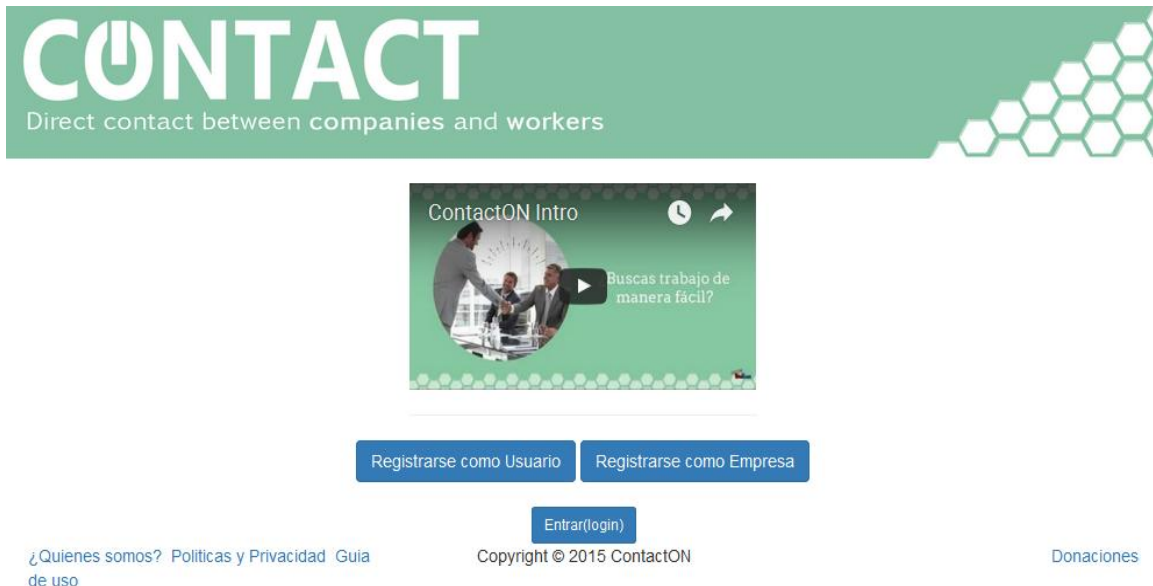 CONTACT
Direct contact between companies and workers
ContactON Intro
Buscas trabajo de
manera fácil?
Registrarse como Usuario
Registrarse como Empresa
Entrar(login)
¿Quienes somos? Politicas y Privacidad Guia
de uso
Copyright © 2015 ContactON
Donaciones